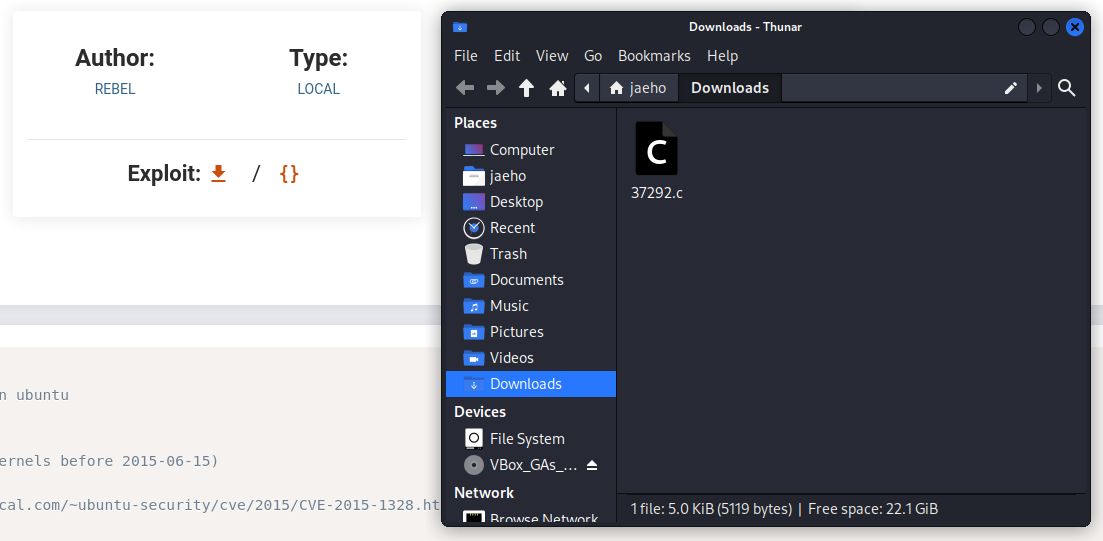 Author:
Type:
REBEL
LOCAL
Exploit: / {}
n ubuntu
ernels before 2015-06-15)
cal.com/~ubuntu-security/cve/2015/CVE-2015-1328.ht
Downloads - Thunar
File Edit View Go Bookmarks Help
jaeho Downloads
Places
Computer
jaeho
Desktop
Recent
Trash
Documents
Music
Pictures
Videos
Downloads
Devices
File System
VBox_GAs_...
Network
Browse Network
C
37292.c
1 file: 5.0 KiB (5119 bytes) | Free space: 22.1 GiB